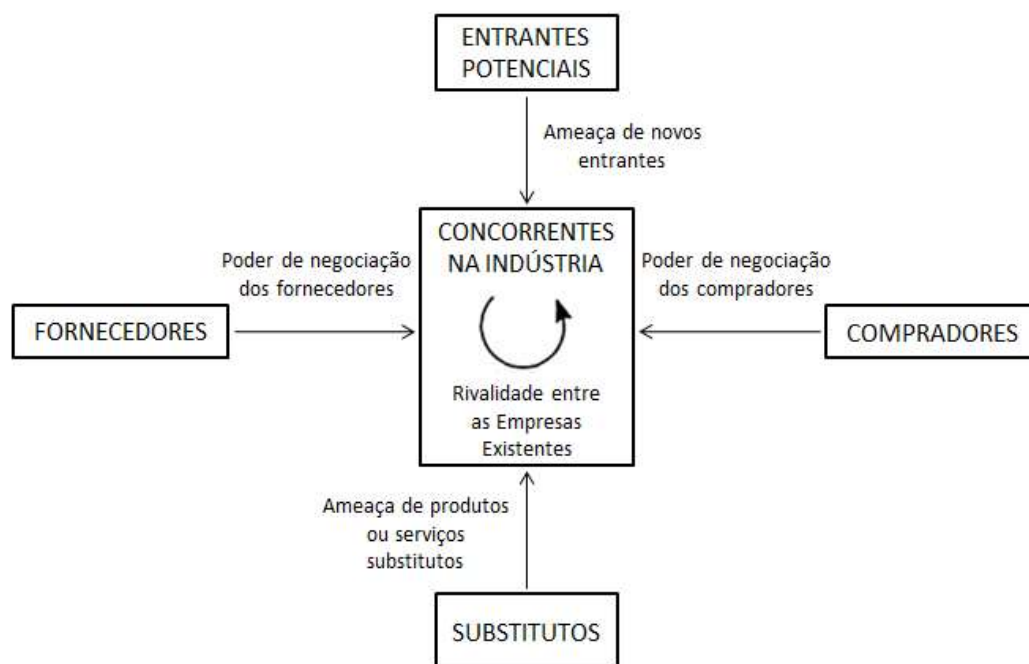 ENTRANTES
POTENCIAIS
Ameaça de novos
entrantes
CONCORRENTES
NA INDÚSTRIA
Poder de negociação
dos fornecedores
Poder de negociação
dos compradores
FORNECEDORES
COMPRADORES
Rivalidade entre
as Empresas
Existentes
Ameaça de produtos
ou serviços
substitutos
SUBSTITUTOS